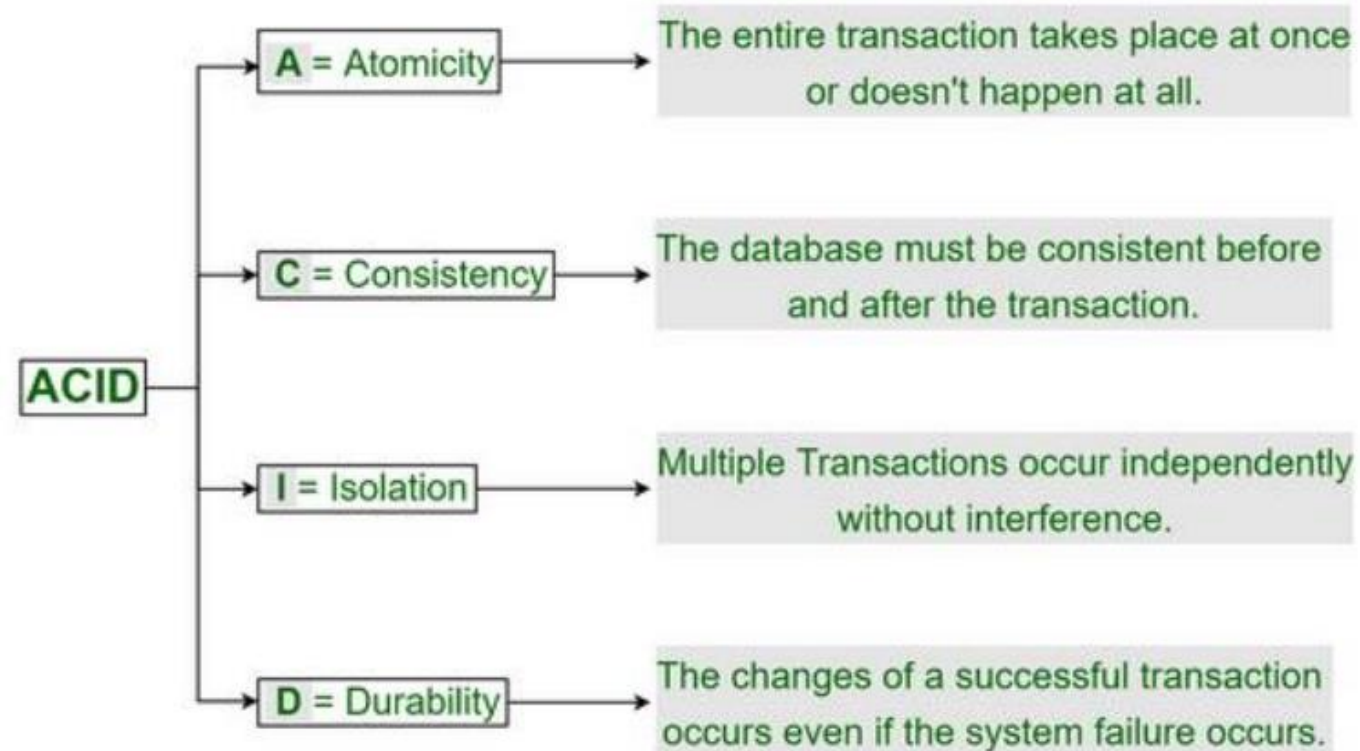 A = Atomicity
The entire transaction takes place at once
or doesn't happen at all.
C = Consistency
The database must be consistent before
and after the transaction.
ACID
I = Isolation
Multiple Transactions occur independently
without interference.
D = Durability
The changes of a successful transaction
occurs even if the system failure occurs.